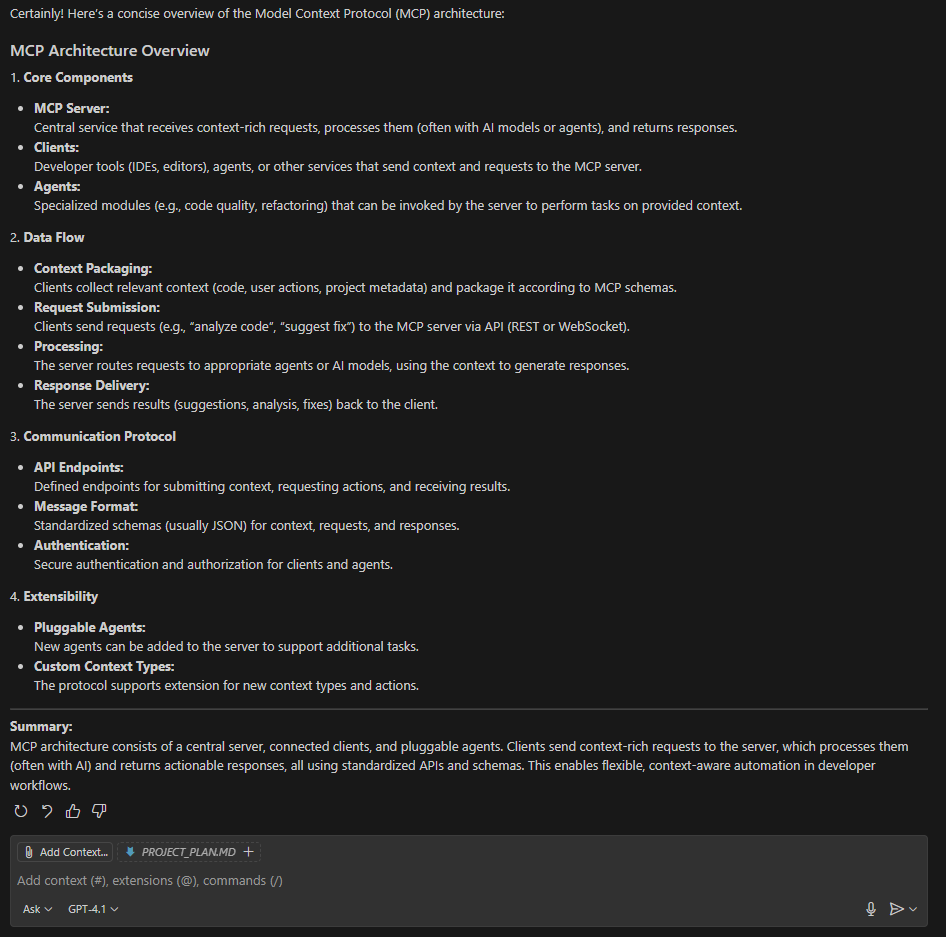 Certainly! Here's a concise overview of the Model Context Protocol (MCP) architecture:
MCP Architecture Overview
1. Core Components
• MCP Server:
Central service that receives context-rich requests, processes them (often with AI models or agents), and returns responses.
• Clients:
Developer tools (IDEs, editors), agents, or other services that send context and requests to the MCP server.
• Agents:
Specialized modules (e.g., code quality, refactoring) that can be invoked by the server to perform tasks on provided context.
2. Data Flow
• Context Packaging:
Clients collect relevant context (code, user actions, project metadata) and package it according to MCP schemas.
• Request Submission:
Clients send requests (e.g., “analyze code”, “suggest fix”) to the MCP server via API (REST or WebSocket).
• Processing:
The server routes requests to appropriate agents or AI models, using the context to generate responses.
• Response Delivery:
The server sends results (suggestions, analysis, fixes) back to the client.
3. Communication Protocol
• API Endpoints:
Defined endpoints for submitting context, requesting actions, and receiving results.
• Message Format:
Standardized schemas (usually JSON) for context, requests, and responses.
• Authentication:
Secure authentication and authorization for clients and agents.
4. Extensibility
• Pluggable Agents:
New agents can be added to the server to support additional tasks.
• Custom Context Types:
The protocol supports extension for new context types and actions.
Summary:
MCP architecture consists of a central server, connected clients, and pluggable agents. Clients send context-rich requests to the server, which processes them
(often with AI) and returns actionable responses, all using standardized APIs and schemas. This enables flexible, context-aware automation in developer
workflows.
Add Context... PROJECT_PLAN.MD +
Add context (#), extensions (@), commands (/)
Ask GPT-4.1